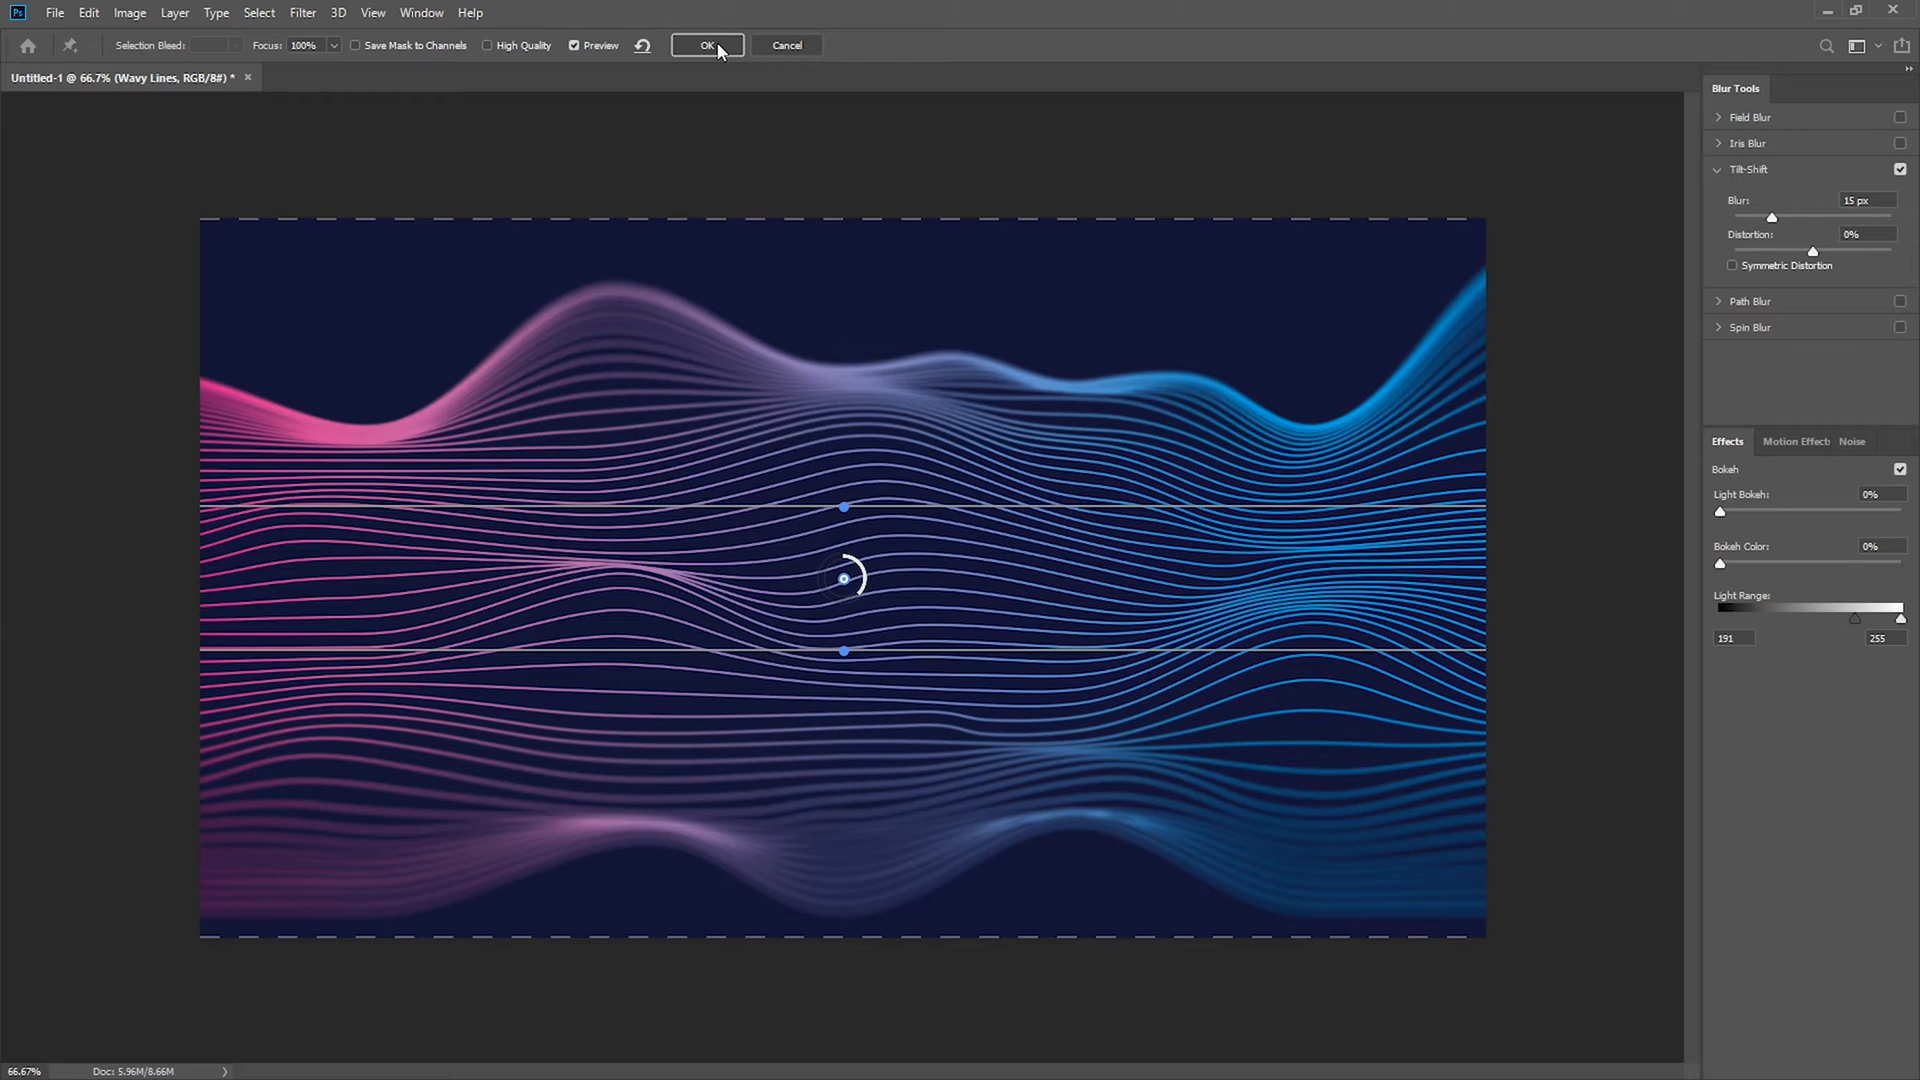 Ps File Edit Image Layer Type Select Filter 3D View Window Help
Selection Bleed: Focus: 100% Save Mask to Channels High Quality Preview OK Cancel
Untitled-1 @ 66.7% (Wavy Lines, RGB/8#) * ×
Blur Tools
Field Blur
Iris Blur
Tilt-Shift
Blur: 15 px
Distortion: 0%
Symmetric Distortion
Path Blur
Spin Blur
Effects Motion Effects Noise
Bokeh
Light Bokeh: 0%
Bokeh Color: 0%
Light Range:
191 255
66.67% Doc: 5.96M/8.66M